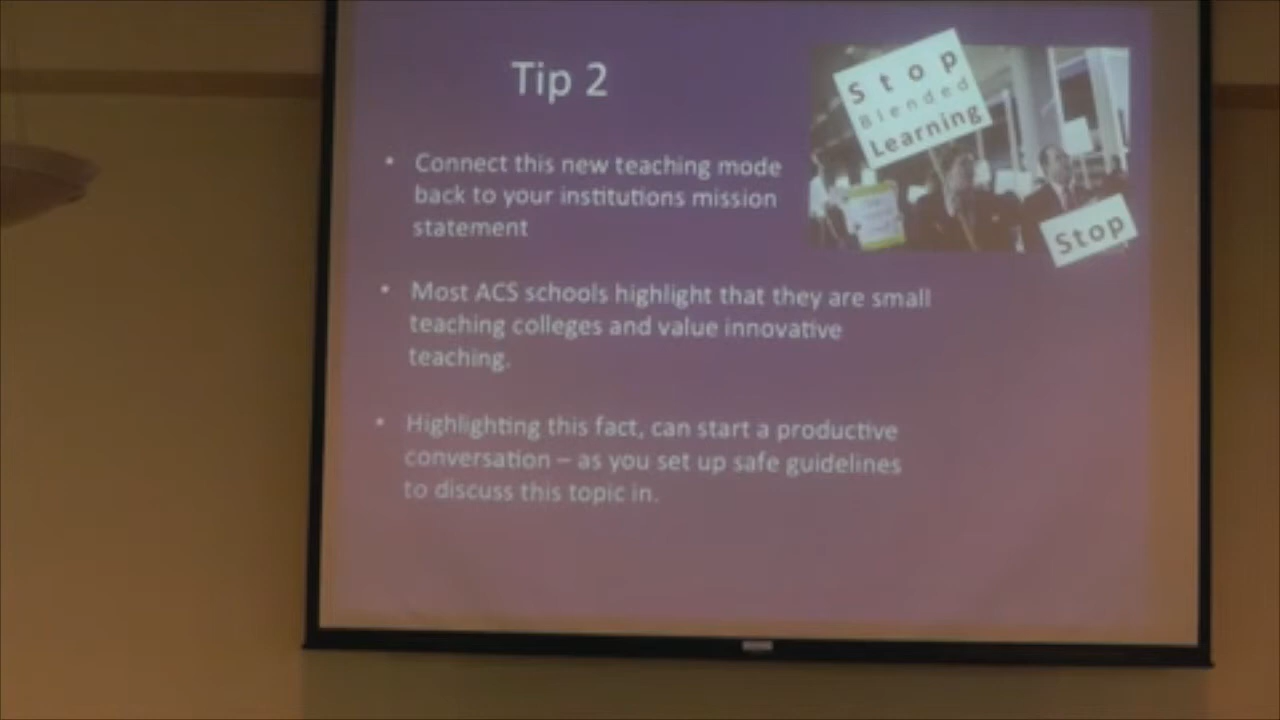 Tip 2
Stop
Blended
Learning
Stop
• Connect this new teaching mode
back to your institutions mission
statement
• Most ACS schools highlight that they are small
teaching colleges and value innovative
teaching.
• Highlighting this fact, can start a productive
conversation – as you set up safe guidelines
to discuss this topic in.